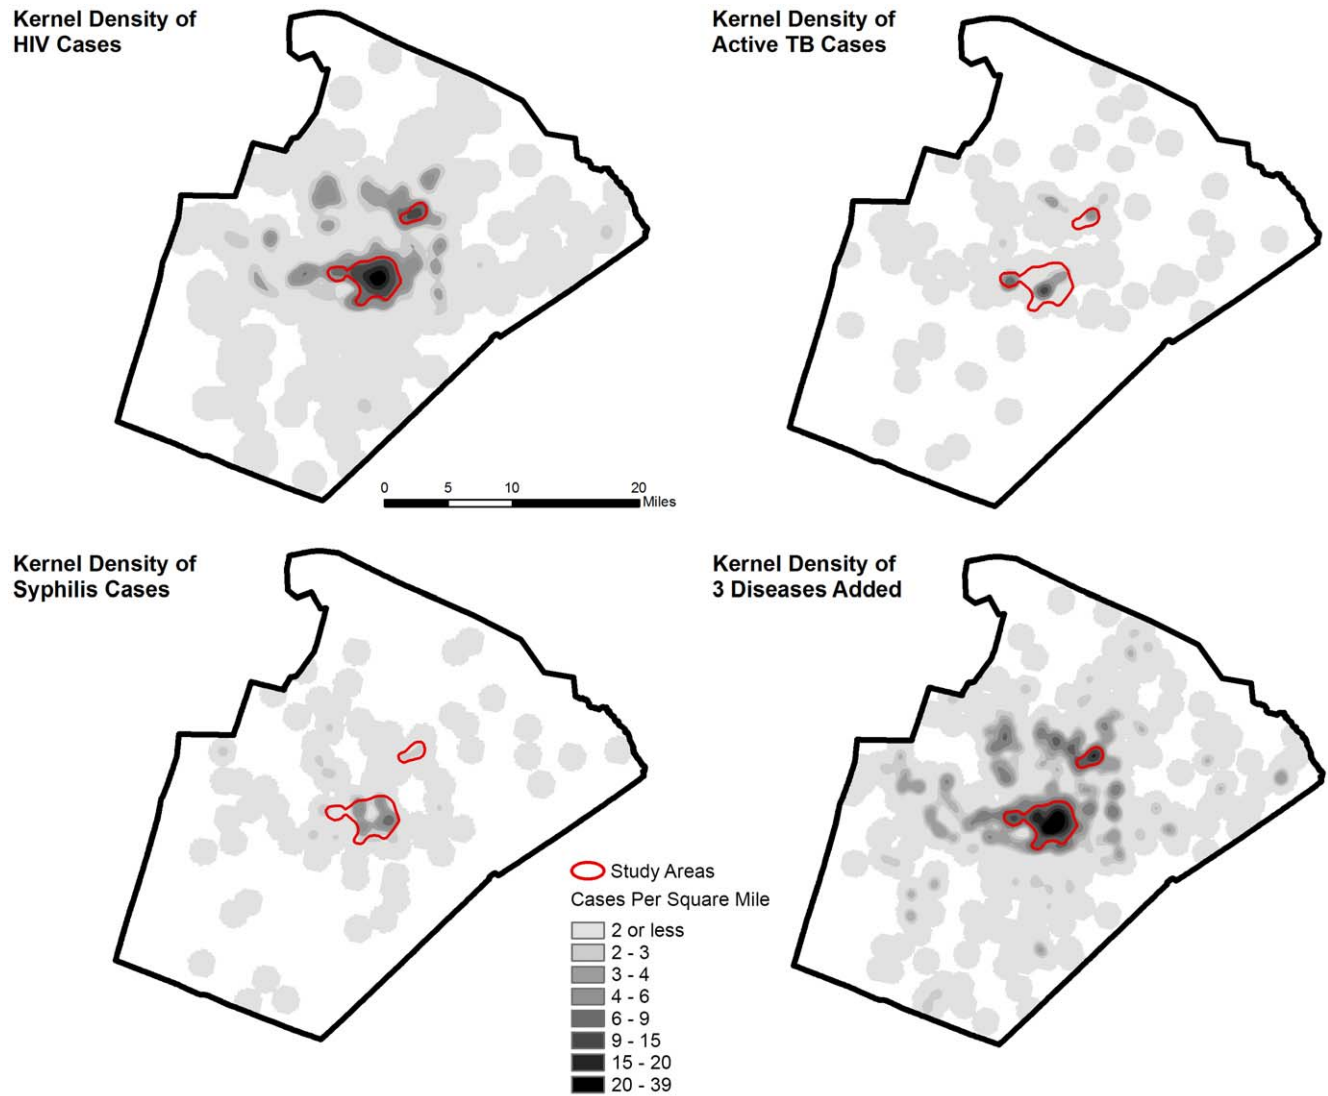 Kernel Density of
HIV Cases
Kernel Density of
Active TB Cases
0 5 10 20
Miles
Kernel Density of
Syphilis Cases
Kernel Density of
3 Diseases Added
Study Areas
Cases Per Square Mile
2 or less
2 - 3
3 - 4
4 - 6
6 - 9
9 - 15
15 - 20
20 - 39